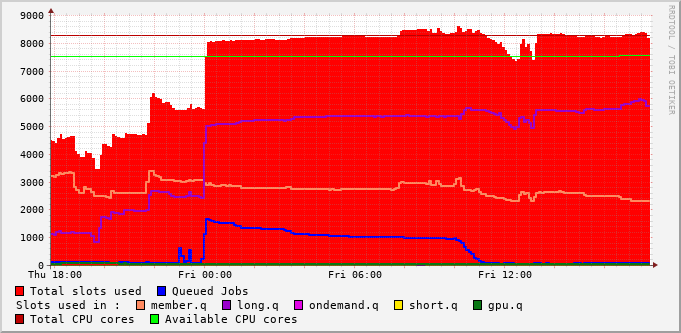 9000
8000
7000
6000
5000
4000
3000
2000
1000
0
Thu 18:00 Fri 00:00 Fri 06:00 Fri 12:00
RRDTOOL / TOBI OETIKER
Total slots used Queued Jobs
Slots used in : member.q long.q ondemand.q short.q gpu.q
Total CPU cores Available CPU cores